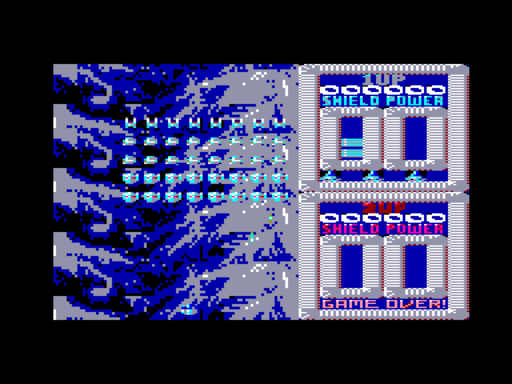 1UP
000000
SHIELD POWER
2UP
000000
SHIELD POWER
GAME OVER!